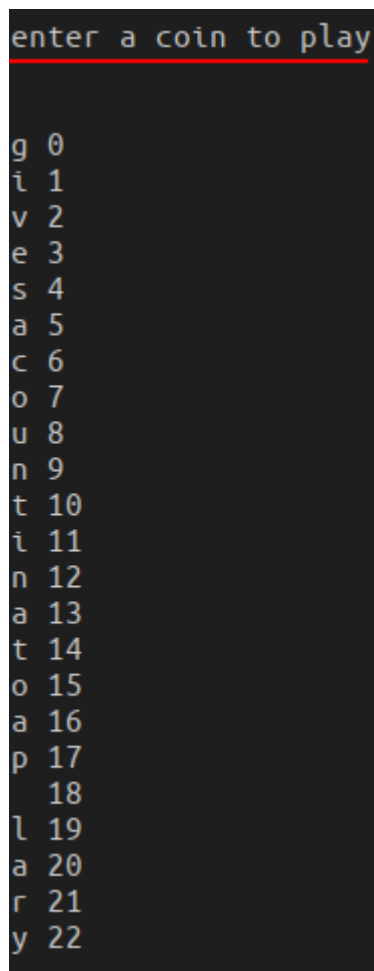 enter a coin to play
g 0
i 1
v 2
e 3
s 4
a 5
c 6
o 7
u 8
n 9
t 10
i 11
n 12
a 13
t 14
o 15
a 16
p 17
18
l 19
a 20
r 21
y 22